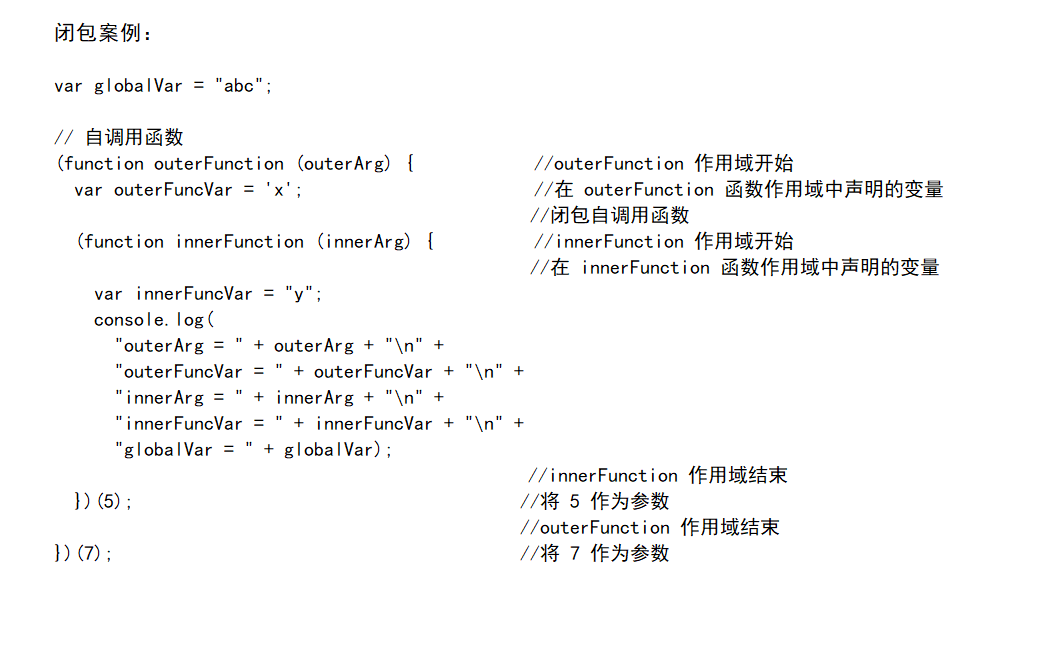 闭包案例：
var globalVar = "abc";
// 自调用函数
(function outerFunction (outerArg) { //outerFunction 作用域开始
var outerFuncVar = 'x'; //在 outerFunction 函数作用域中声明的变量
//闭包自调用函数
(function innerFunction (innerArg) { //innerFunction 作用域开始
//在 innerFunction 函数作用域中声明的变量
var innerFuncVar = "y";
console.log(
"outerArg = " + outerArg + "\n" +
"outerFuncVar = " + outerFuncVar + "\n" +
"innerArg = " + innerArg + "\n" +
"innerFuncVar = " + innerFuncVar + "\n" +
"globalVar = " + globalVar);
//innerFunction 作用域结束
})(5); //将 5 作为参数
//outerFunction 作用域结束
})(7); //将 7 作为参数